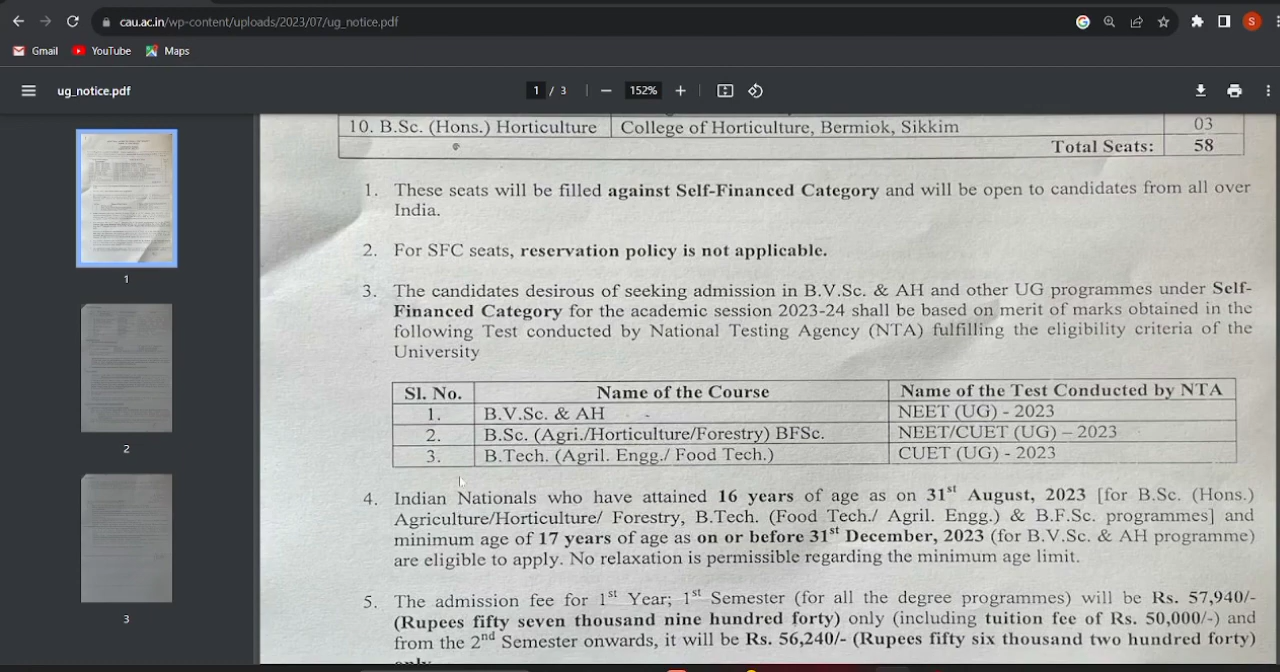 cau.ac.in/wp-content/uploads/2023/07/ug_notice.pdf
S
Gmail YouTube Maps
ug_notice.pdf 1 / 3 152%
10. B.Sc. (Hons.) Horticulture College of Horticulture, Bermiok, Sikkim 03
Total Seats: 58
1. These seats will be filled against Self-Financed Category and will be open to candidates from all over
India.
2. For SFC seats, reservation policy is not applicable.
3. The candidates desirous of seeking admission in B.V.Sc. & AH and other UG programmes under Self-
Financed Category for the academic session 2023-24 shall be based on merit of marks obtained in the
following Test conducted by National Testing Agency (NTA) fulfilling the eligibility criteria of the
University
Sl. No. Name of the Course Name of the Test Conducted by NTA
1. B.V.Sc. & AH NEET (UG) - 2023
2. B.Sc. (Agri./Horticulture/Forestry) BFSc. NEET/CUET (UG) – 2023
3. B.Tech. (Agril. Engg./ Food Tech.) CUET (UG) - 2023
4. Indian Nationals who have attained 16 years of age as on 31st August, 2023 [for B.Sc. (Hons.)
Agriculture/Horticulture/ Forestry, B.Tech. (Food Tech./ Agril. Engg.) & B.F.Sc. programmes] and
minimum age of 17 years of age as on or before 31st December, 2023 (for B.V.Sc. & AH programme)
are eligible to apply. No relaxation is permissible regarding the minimum age limit.
5. The admission fee for 1st Year; 1st Semester (for all the degree programmes) will be Rs. 57,940/-
(Rupees fifty seven thousand nine hundred forty) only (including tuition fee of Rs. 50,000/-) and
from the 2nd Semester onwards, it will be Rs. 56,240/- (Rupees fifty six thousand two hundred forty)
1
2
3